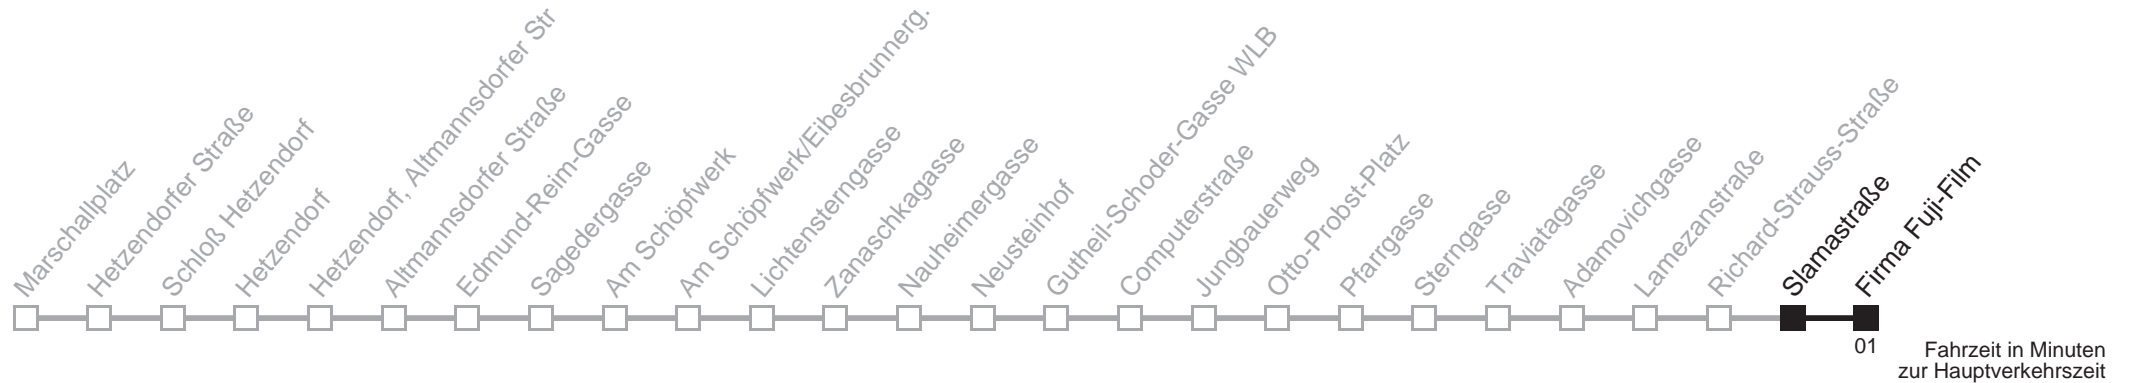 Marschallplatz
Hetzendorfer Straße
Schloß Hetzendorf
Hetzendorf
Hetzendorf, Altmannsdorfer Str
Altmannsdorfer Straße
Edmund-Reim-Gasse
Sagedergasse
Am Schöpfwerk
Am Schöpfwerk/Eibesbrunnerg.
Lichtensterngasse
Zanaschkagasse
Nauheimergasse
Neusteinhof
Gutheil-Schoder-Gasse WLB
Computerstraße
Jungbauerweg
Otto-Probst-Platz
Pfarrgasse
Sterngasse
Traviatagasse
Adamovichgasse
Lamezanstraße
Richard-Strauss-Straße
Slamastraße
Firma Fuji-Film
01
Fahrzeit in Minuten
zur Hauptverkehrszeit